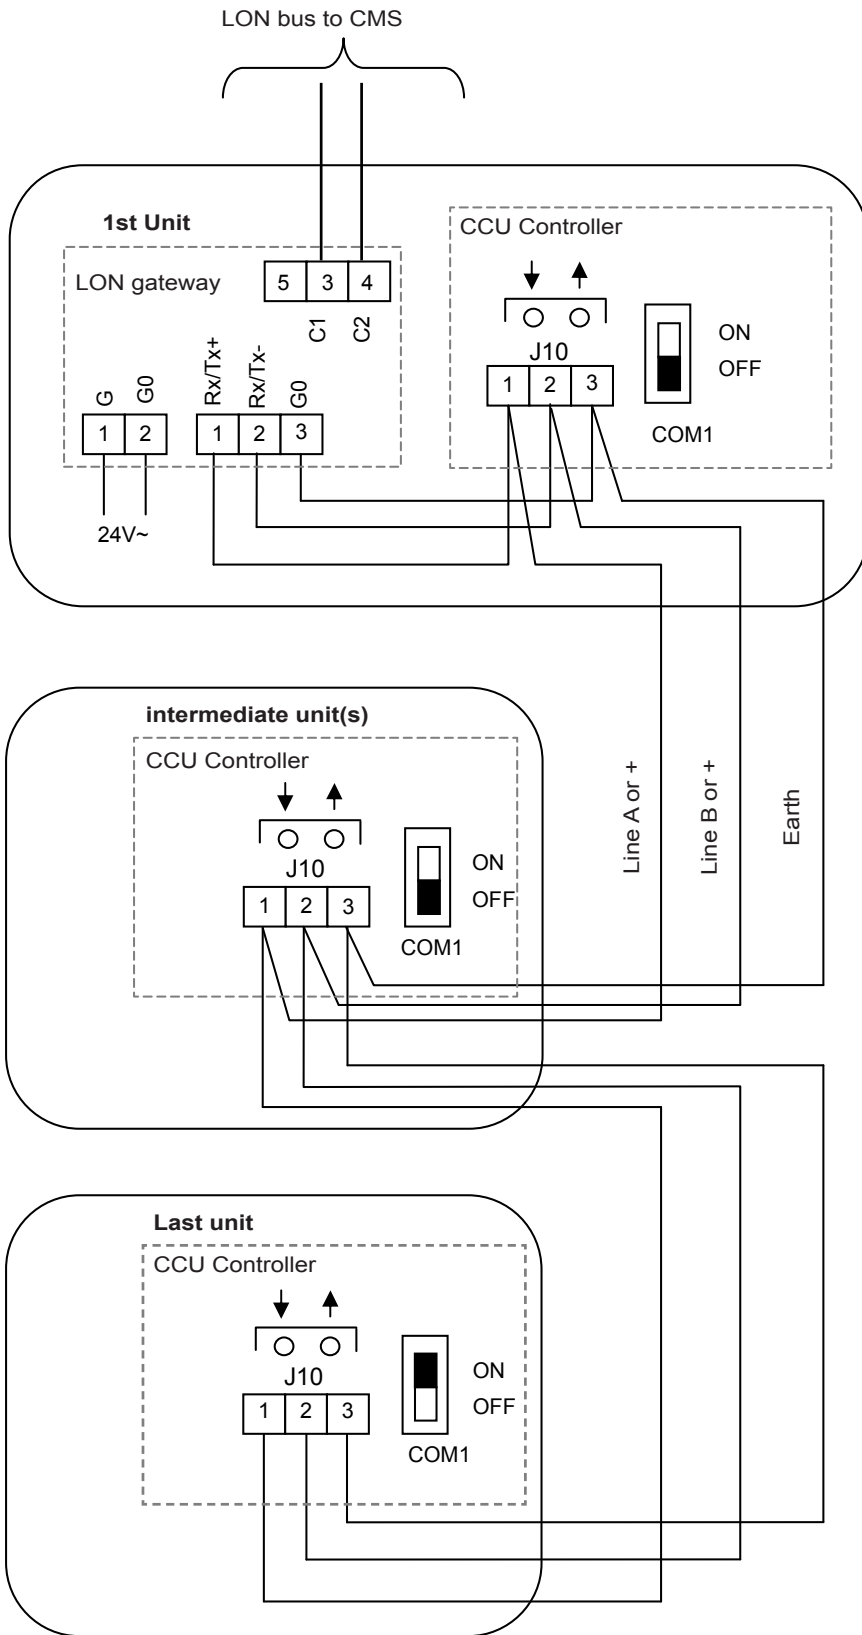 LON bus to CMS
1st Unit
CCU Controller
LON gateway
5 3 4
C1 C2
J10
1 2 3
ON
OFF
COM1
G G0
Rx/Tx+ Rx/Tx- G0
1 2
1 2 3
24V~
intermediate unit(s)
CCU Controller
J10
1 2 3
ON
OFF
COM1
Line A or +
Line B or +
Earth
Last unit
CCU Controller
J10
1 2 3
ON
OFF
COM1